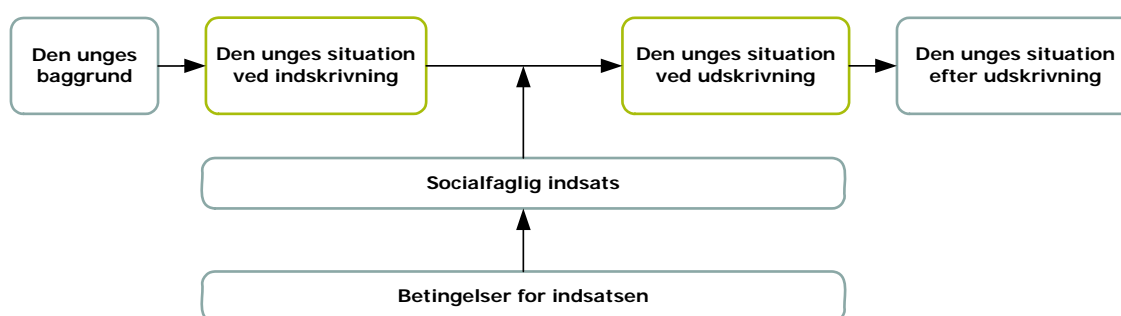 Den unges
baggrund
Den unges situation
ved indskrivning
Den unges situation
ved udskrivning
Den unges situation
efter udskrivning
Socialfaglig indsats
Betingelser for indsatsen